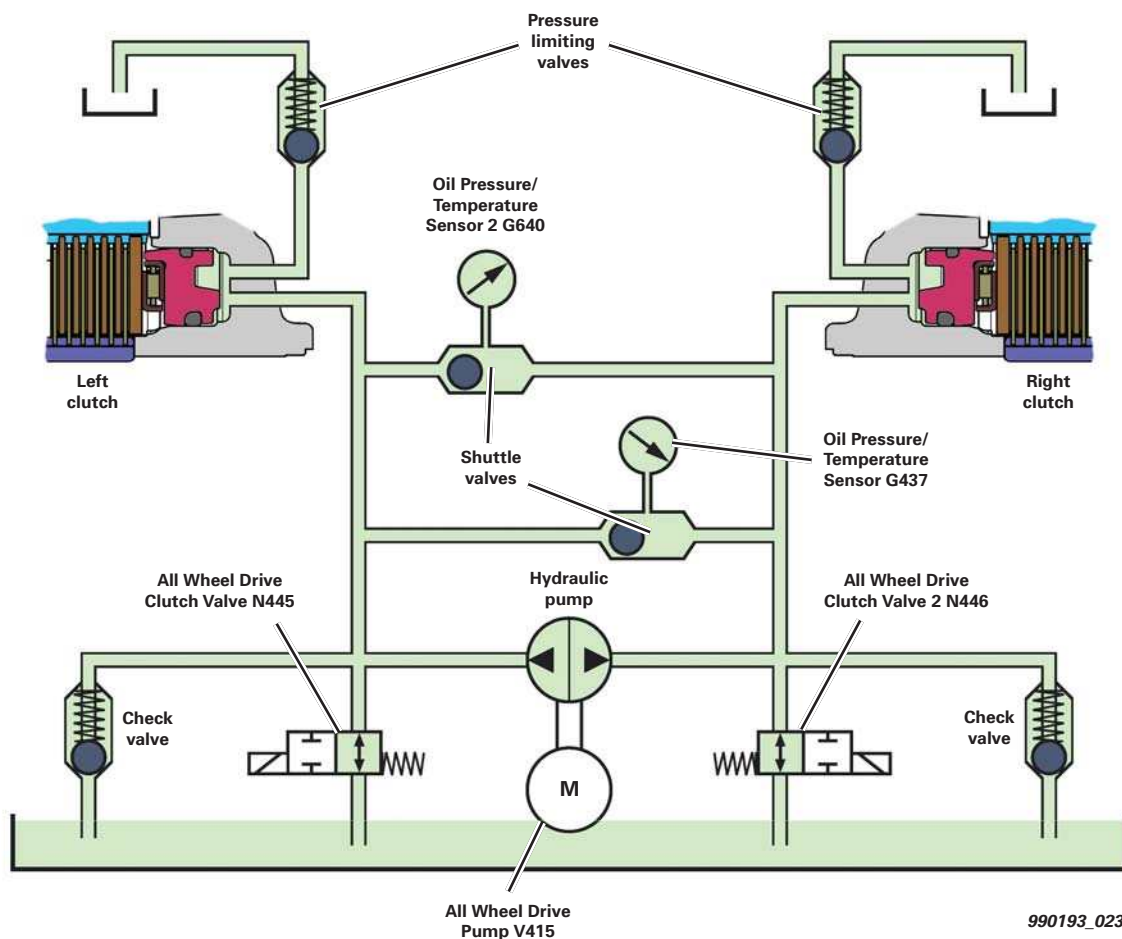 Pressure
limiting
valves
Oil Pressure/
Temperature
Sensor 2 G640
Left
clutch
Right
clutch
Shuttle
valves
Oil Pressure/
Temperature
Sensor G437
All Wheel Drive
Clutch Valve N445
Hydraulic
pump
All Wheel Drive
Clutch Valve 2 N446
Check
valve
Check
valve
M
All Wheel Drive
Pump V415
990193_023